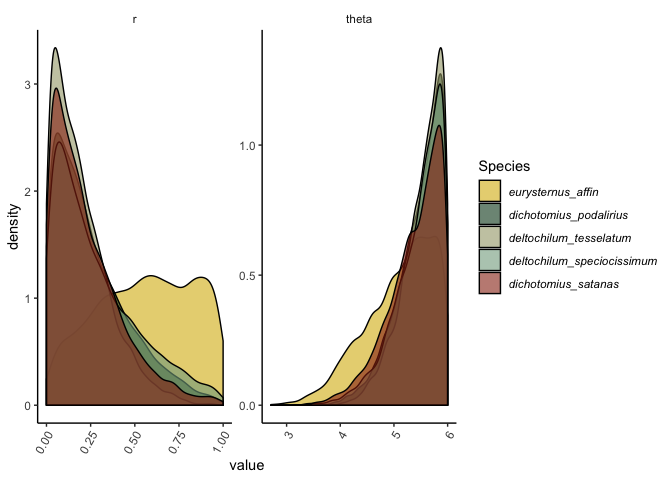 r
theta
density
3
2
1
0
1.0
0.5
0.0
0.00
0.25
0.50
0.75
1.00
3
4
5
6
value
Species
eurysternus_affin
dichotomius_podalirius
deltochilum_tesselatum
deltochilum_speciocissimum
dichotomius_satanas